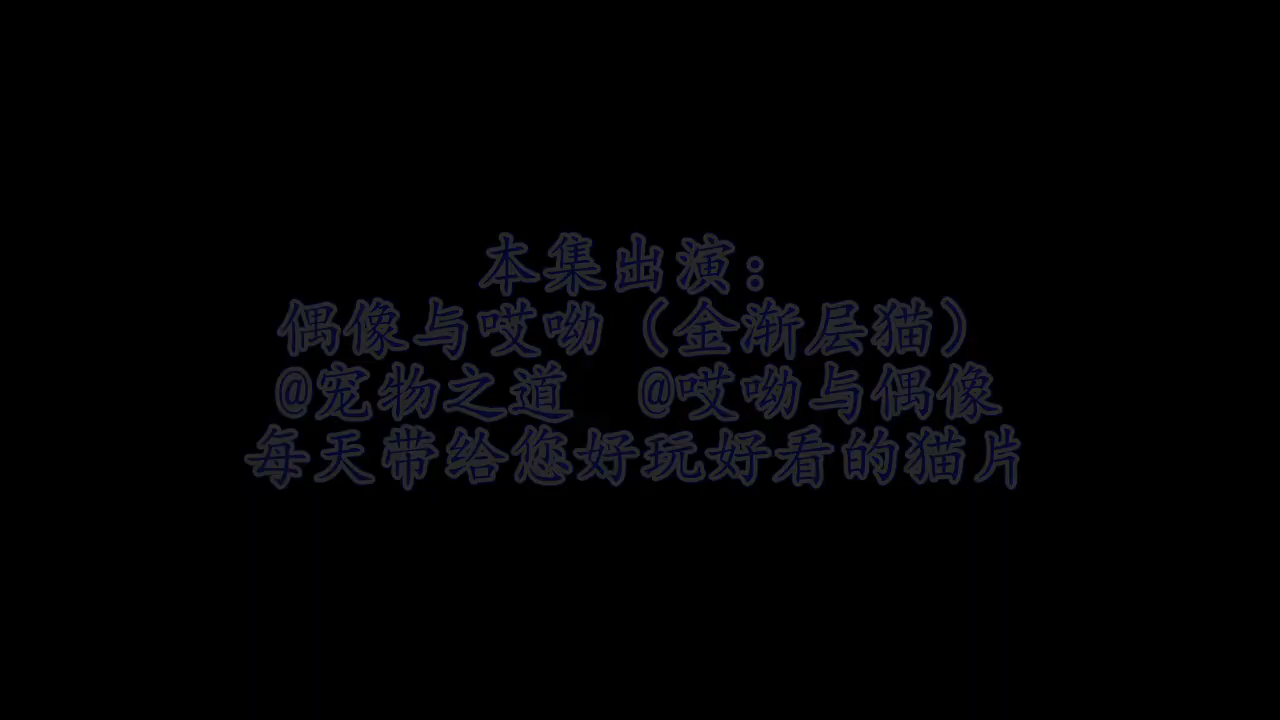 本集出演：
偶像与哎呦（金渐层猫）
@宠物之道 @哎呦与偶像
每天带给您好玩好看的猫片